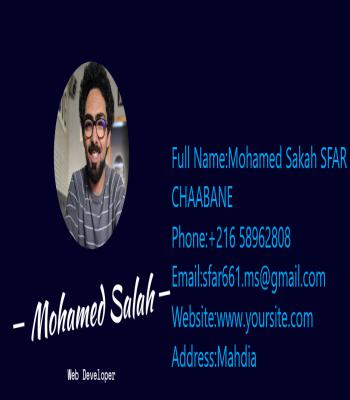 Full Name:Mohamed Sakah SFAR
CHAABANE
Phone:+216 58962808
Email:sfar661.ms@gmail.com
Website:www.yoursite.com
Address:Mahdia
– Mohamed Salah –
Web Developer